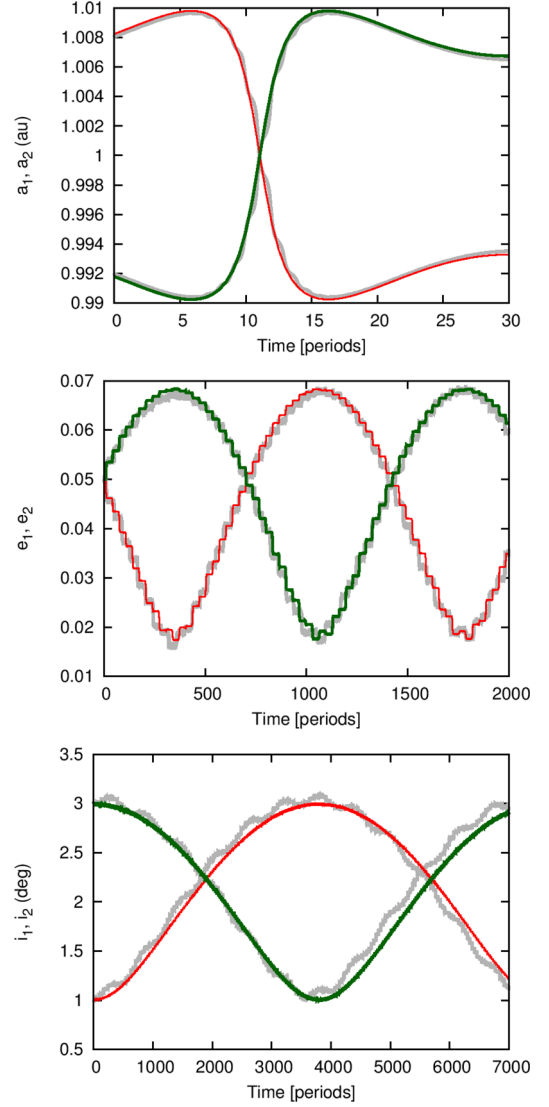 1.01
1.008
1.006
1.004
1.002
1
0.998
0.996
0.994
0.992
0.99
a₁, a₂ (au)
0 5 10 15 20 25 30
Time [periods]
0.07
0.06
0.05
0.04
0.03
0.02
0.01
e₁, e₂
0 500 1000 1500 2000
Time [periods]
3.5
3
2.5
2
1.5
1
0.5
i₁, i₂ (deg)
0 1000 2000 3000 4000 5000 6000 7000
Time [periods]